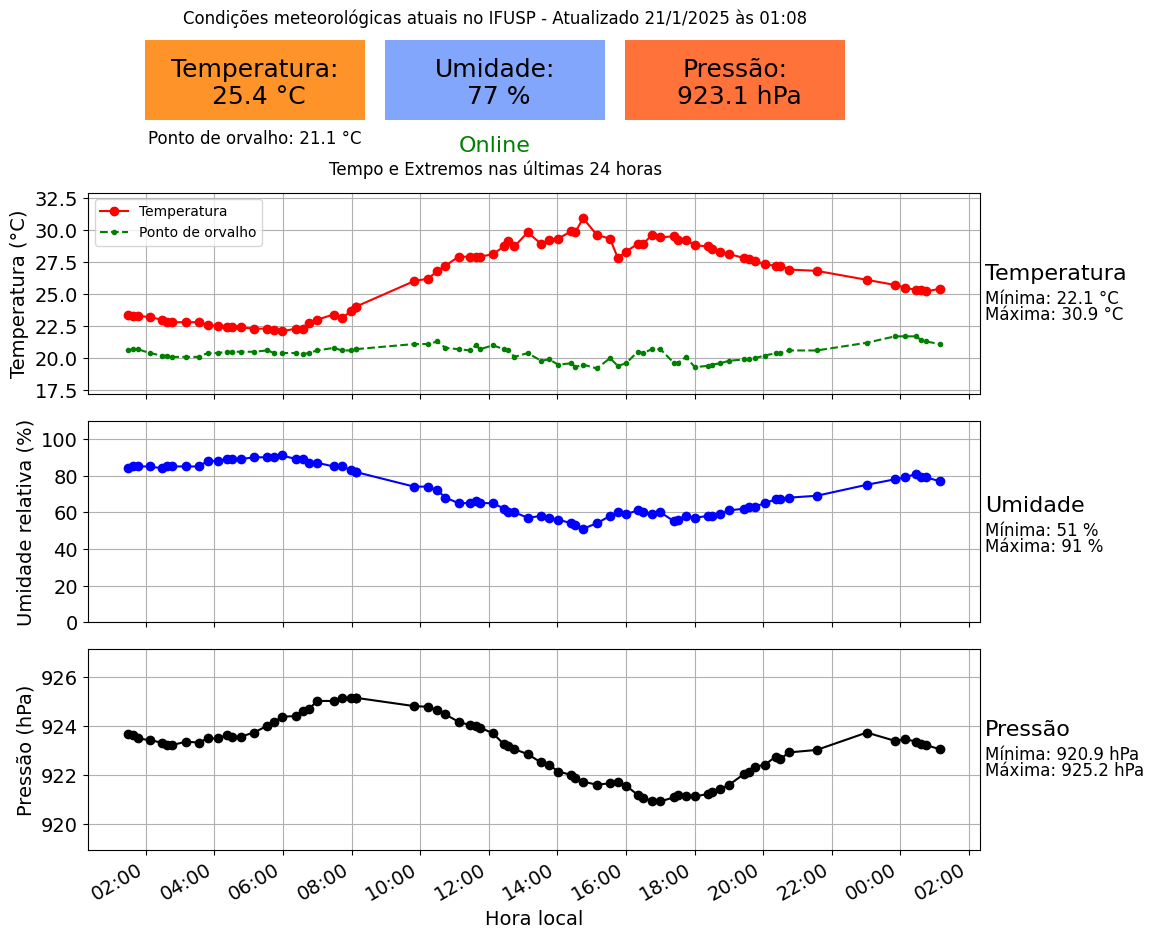 Condições meteorológicas atuais no IFUSP - Atualizado 21/1/2025 às 01:08
Temperatura:
25.4 °C
Umidade:
77 %
Pressão:
923.1 hPa
Ponto de orvalho: 21.1 °C
Online
Tempo e Extremos nas últimas 24 horas
Temperatura (°C)
32.5
30.0
27.5
25.0
22.5
20.0
17.5
Temperatura
Ponto de orvalho
Temperatura
Mínima: 22.1 °C
Máxima: 30.9 °C
Umidade relativa (%)
100
80
60
40
20
0
Umidade
Mínima: 51 %
Máxima: 91 %
Pressão (hPa)
926
924
922
920
Pressão
Mínima: 920.9 hPa
Máxima: 925.2 hPa
02:00 04:00 06:00 08:00 10:00 12:00 14:00 16:00 18:00 20:00 22:00 00:00 02:00
Hora local